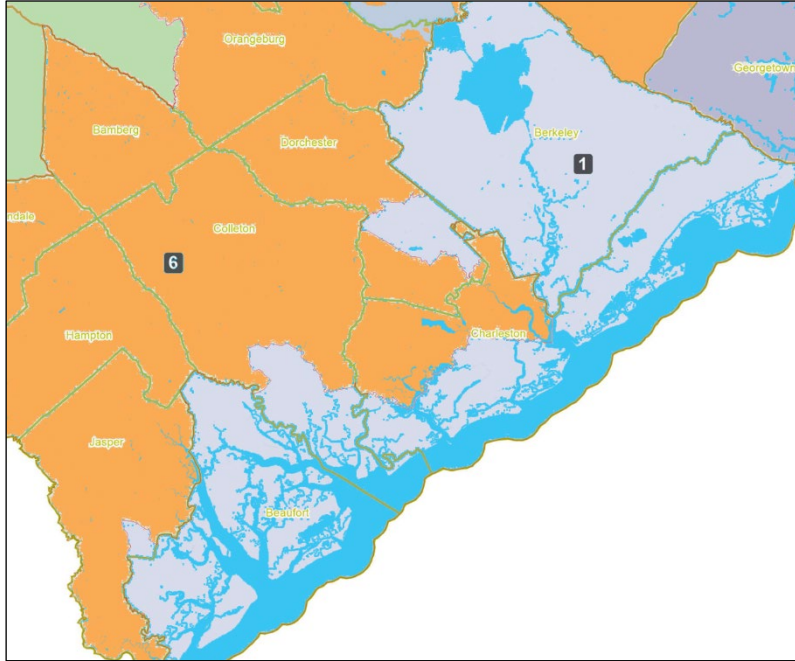 Orangeburg
Georgetown
Bamberg
Berkeley
Dorchester
1
ndale
Colleton
6
Hampton
Charleston
Jasper
Beaufort